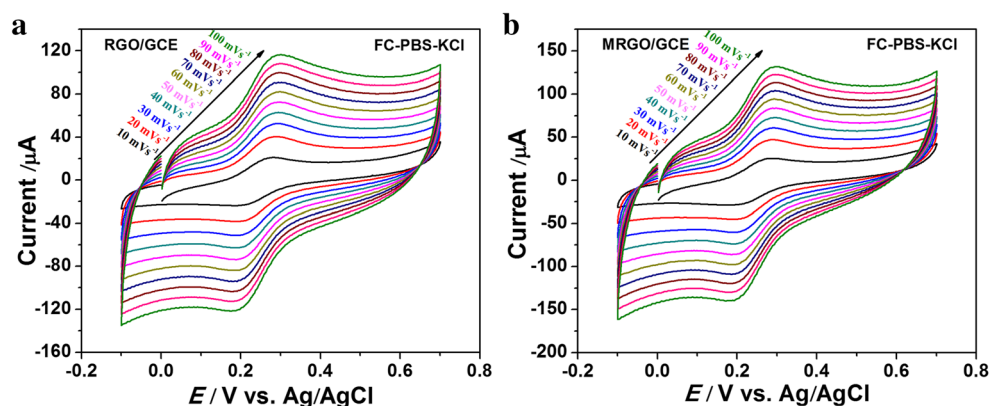 a
RGO/GCE
FC-PBS-KCl
100 mVs-1
90 mVs-1
80 mVs-1
70 mVs-1
60 mVs-1
50 mVs-1
40 mVs-1
30 mVs-1
20 mVs-1
10 mVs-1
Current /μA
120
80
40
0
-40
-80
-120
-160
-0.2
0.0
0.2
0.4
0.6
0.8
E / V vs. Ag/AgCl
b
MRGO/GCE
FC-PBS-KCl
100 mVs-1
90 mVs-1
80 mVs-1
70 mVs-1
60 mVs-1
50 mVs-1
40 mVs-1
30 mVs-1
20 mVs-1
10 mVs-1
Current /μA
150
100
50
0
-50
-100
-150
-200
-0.2
0.0
0.2
0.4
0.6
0.8
E / V vs. Ag/AgCl